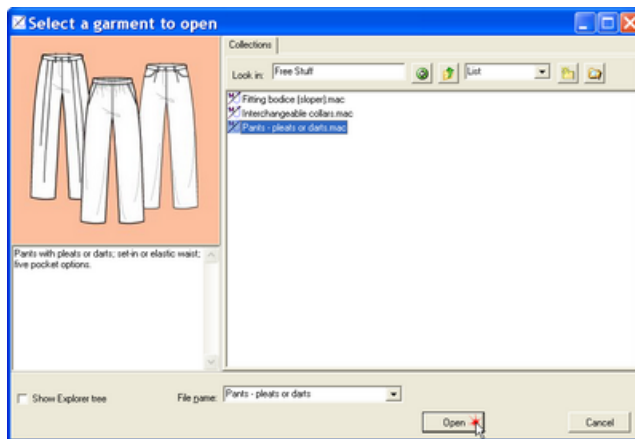 Select a garment to open
Collections
Look in: Free Stuff
List
Fitting bodice (sloper).mac
Interchangeable collars.mac
Pants - pleats or darts.mac
Pants with pleats or darts; set-in or elastic waist;
five pocket options.
Show Explorer tree
File name: Pants - pleats or darts
Open
Cancel